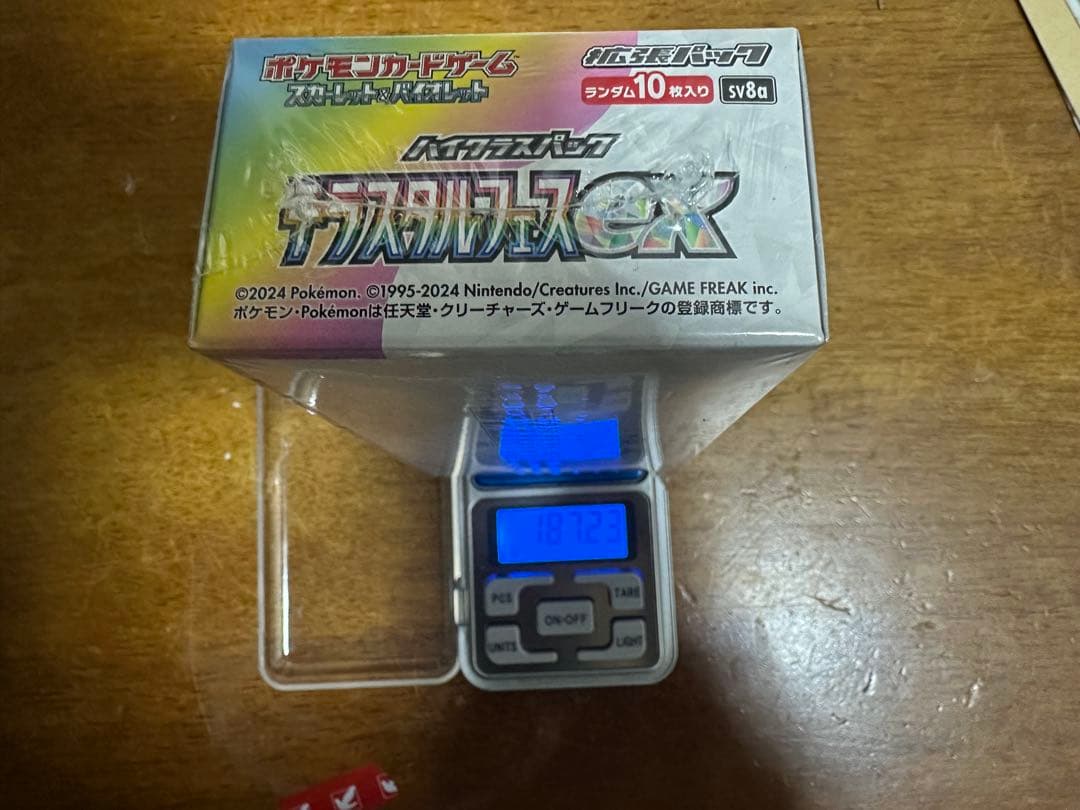 ポケモンカードゲーム
スカーレット&バイオレット
拡張パック
ランダム10枚入り
sv8a
ハイクラスパック
テラスタルフェスex
©2024 Pokémon. ©1995-2024 Nintendo/Creatures Inc./GAME FREAK inc.
ポケモン・Pokémonは任天堂・クリーチャーズ・ゲームフリークの登録商標です。
187.23
PCS
TARE
ON-OFF
UNITS
LIGHT